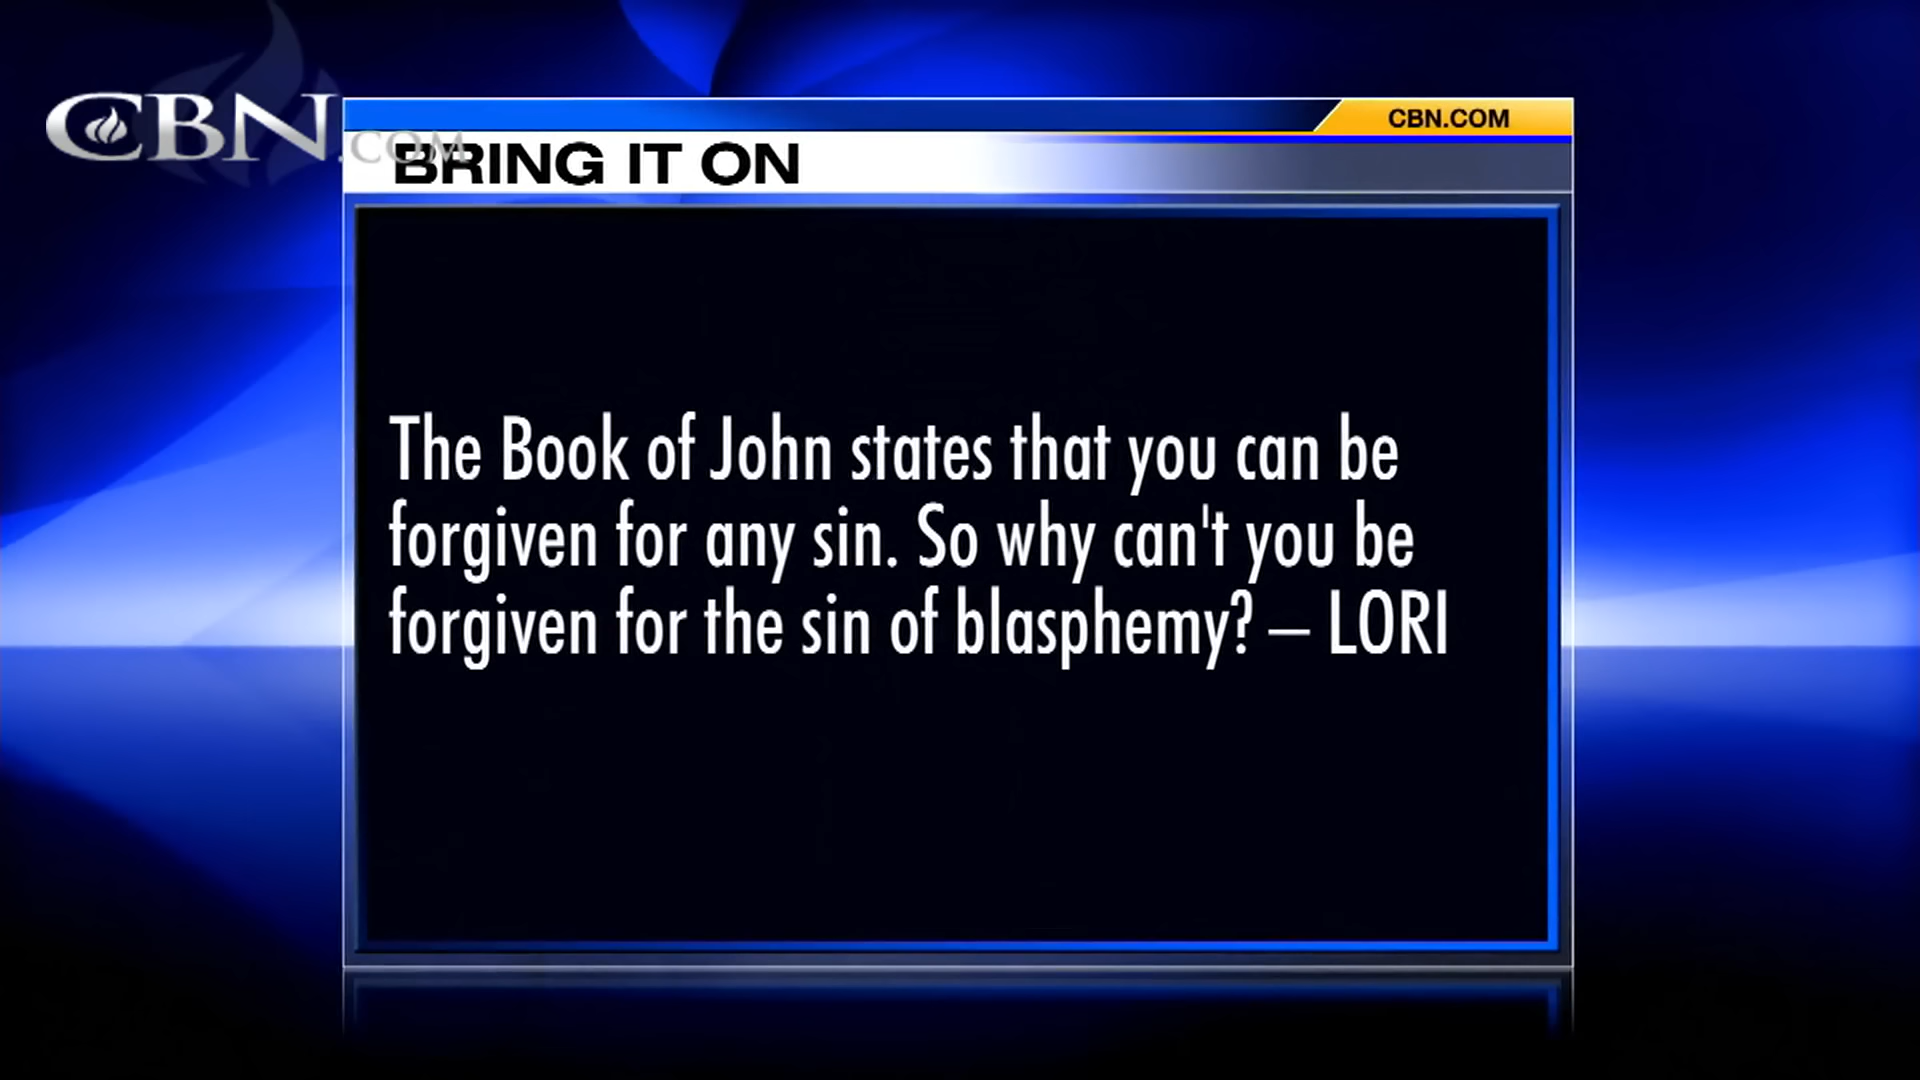 CBN.COM
CBN.COM
BRING IT ON
The Book of John states that you can be
forgiven for any sin. So why can't you be
forgiven for the sin of blasphemy? – LORI